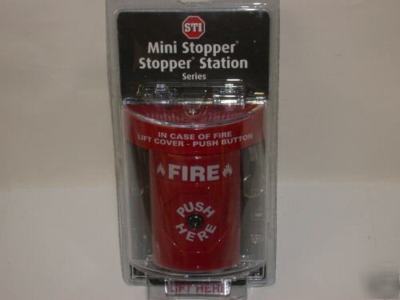 STI
Mini Stopper®
Stopper® Station
Series
IN CASE OF FIRE
LIFT COVER - PUSH BUTTON
FIRE
PUSH
HERE
LIFT HERE